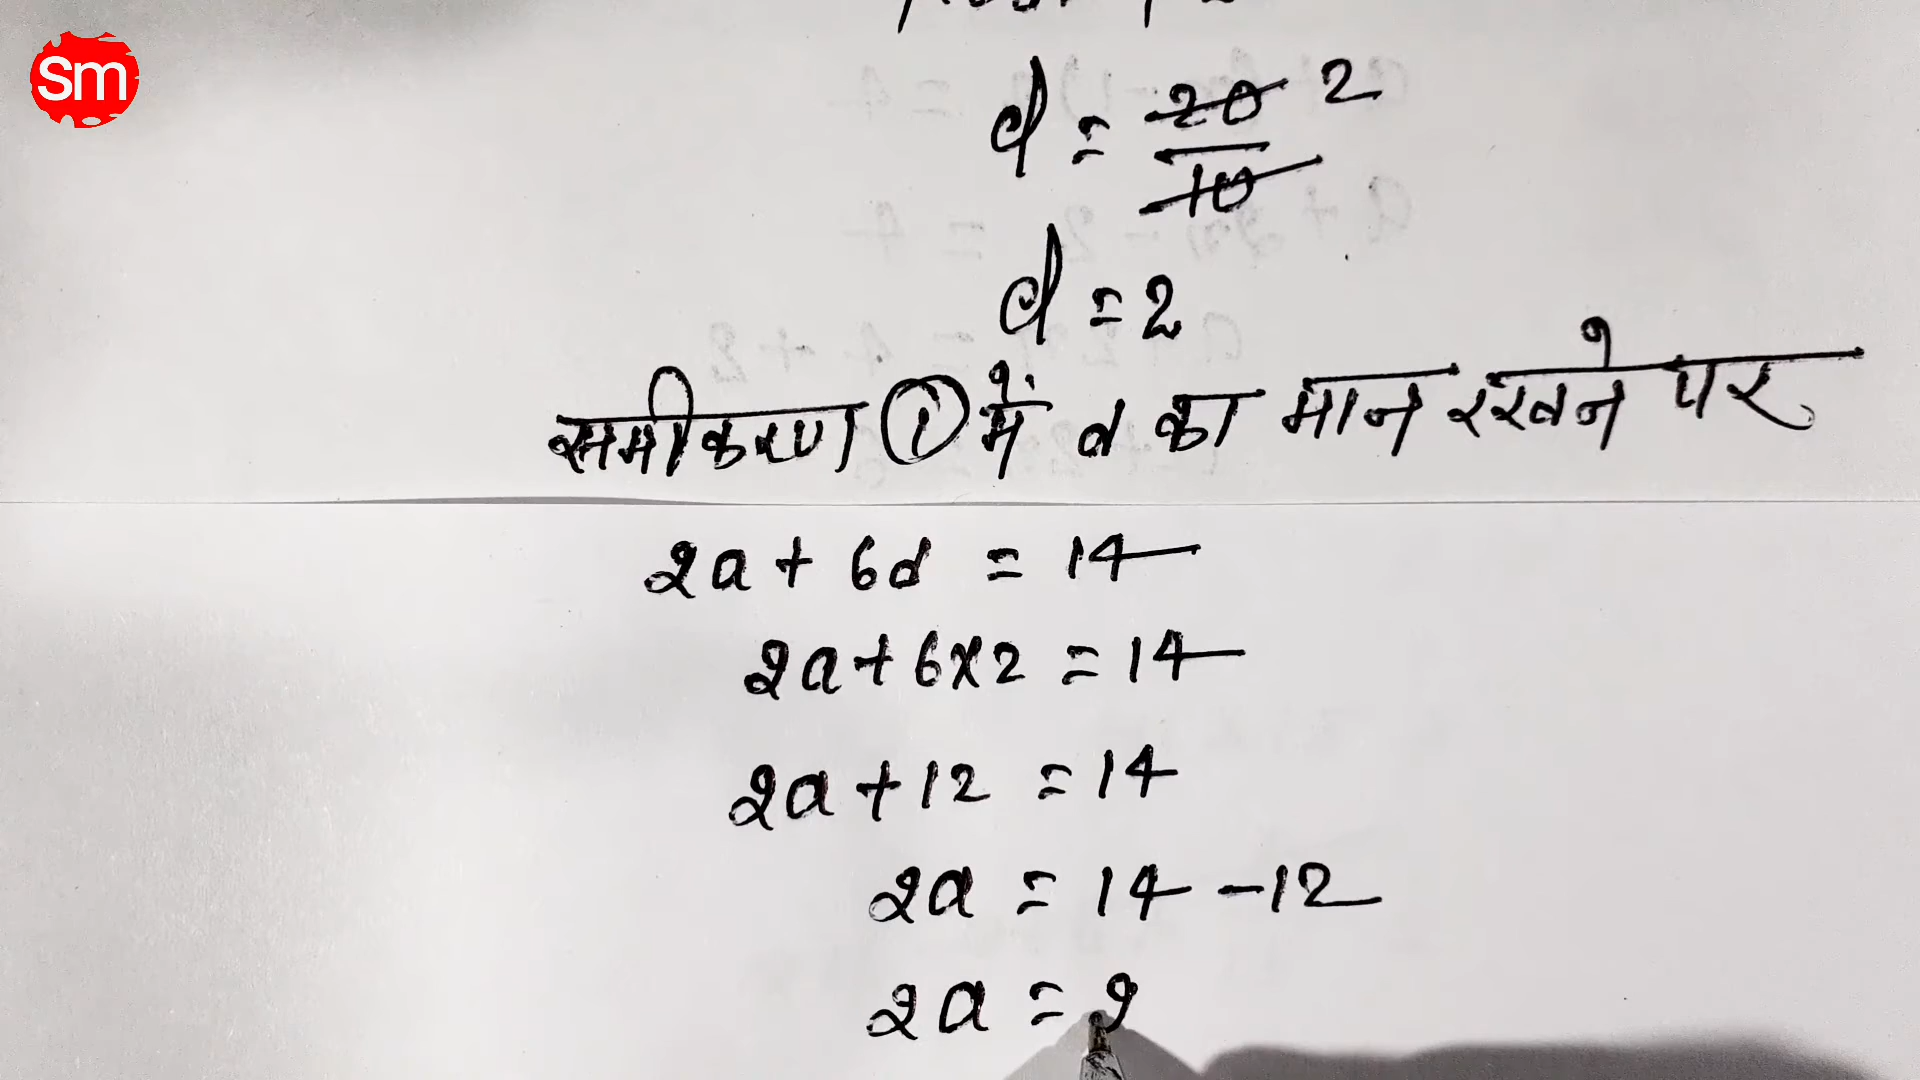 Sm
d = 20/10 2
d = 2
समीकरण ① में d का मान रखने पर
2a + 6d = 14
2a + 6x2 = 14
2a + 12 = 14
2a = 14 - 12
2a = 2